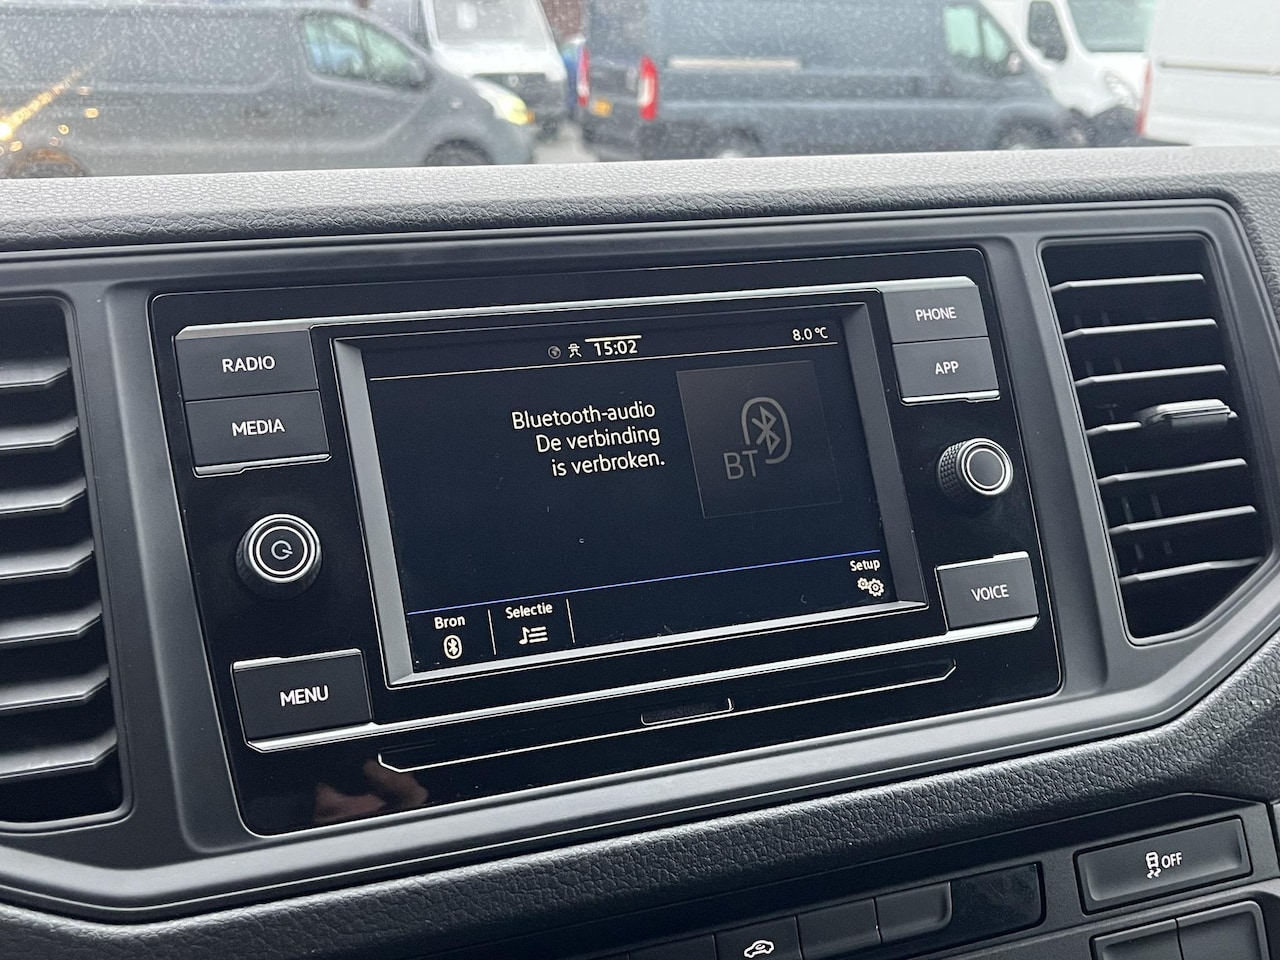 15:02
8.0 °C
PHONE
APP
RADIO
MEDIA
Bluetooth-audio
De verbinding
is verbroken.
BT
Setup
Bron
Selectie
VOICE
MENU
OFF